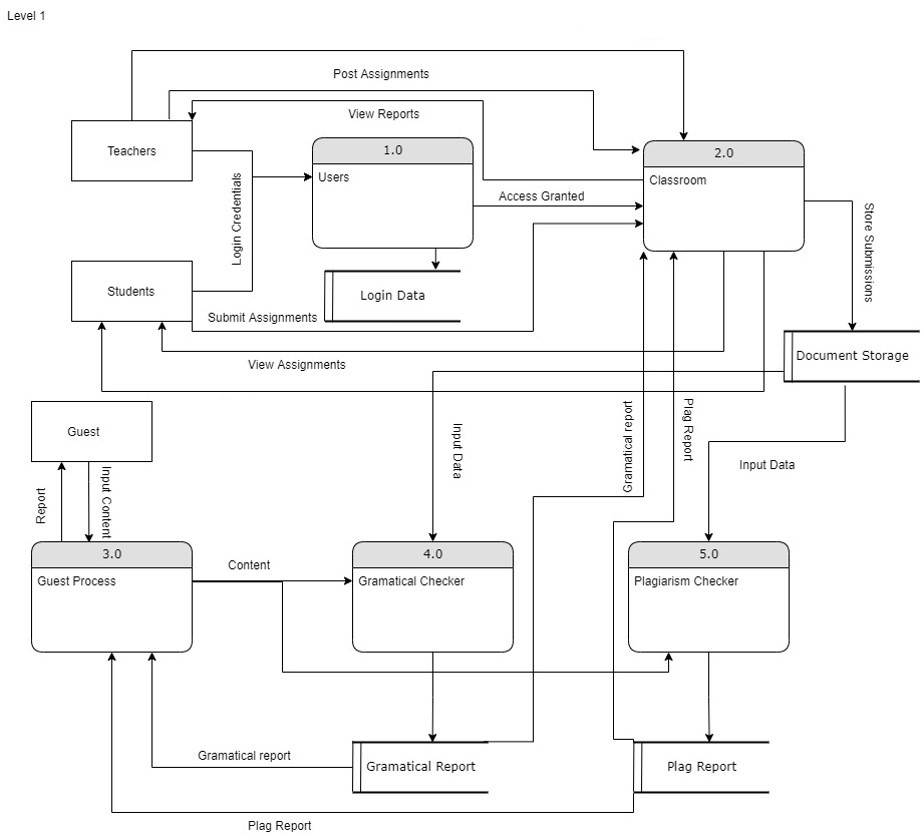 Level 1
Post Assignments
View Reports
Teachers
1.0
Users
2.0
Classroom
Access Granted
Login Credentials
Store Submissions
Students
Login Data
Submit Assignments
View Assignments
Document Storage
Guest
Report
Input Content
Input Data
Gramatical report
Plag Report
Input Data
3.0
Guest Process
Content
4.0
Gramatical Checker
5.0
Plagiarism Checker
Gramatical report
Gramatical Report
Plag Report
Plag Report